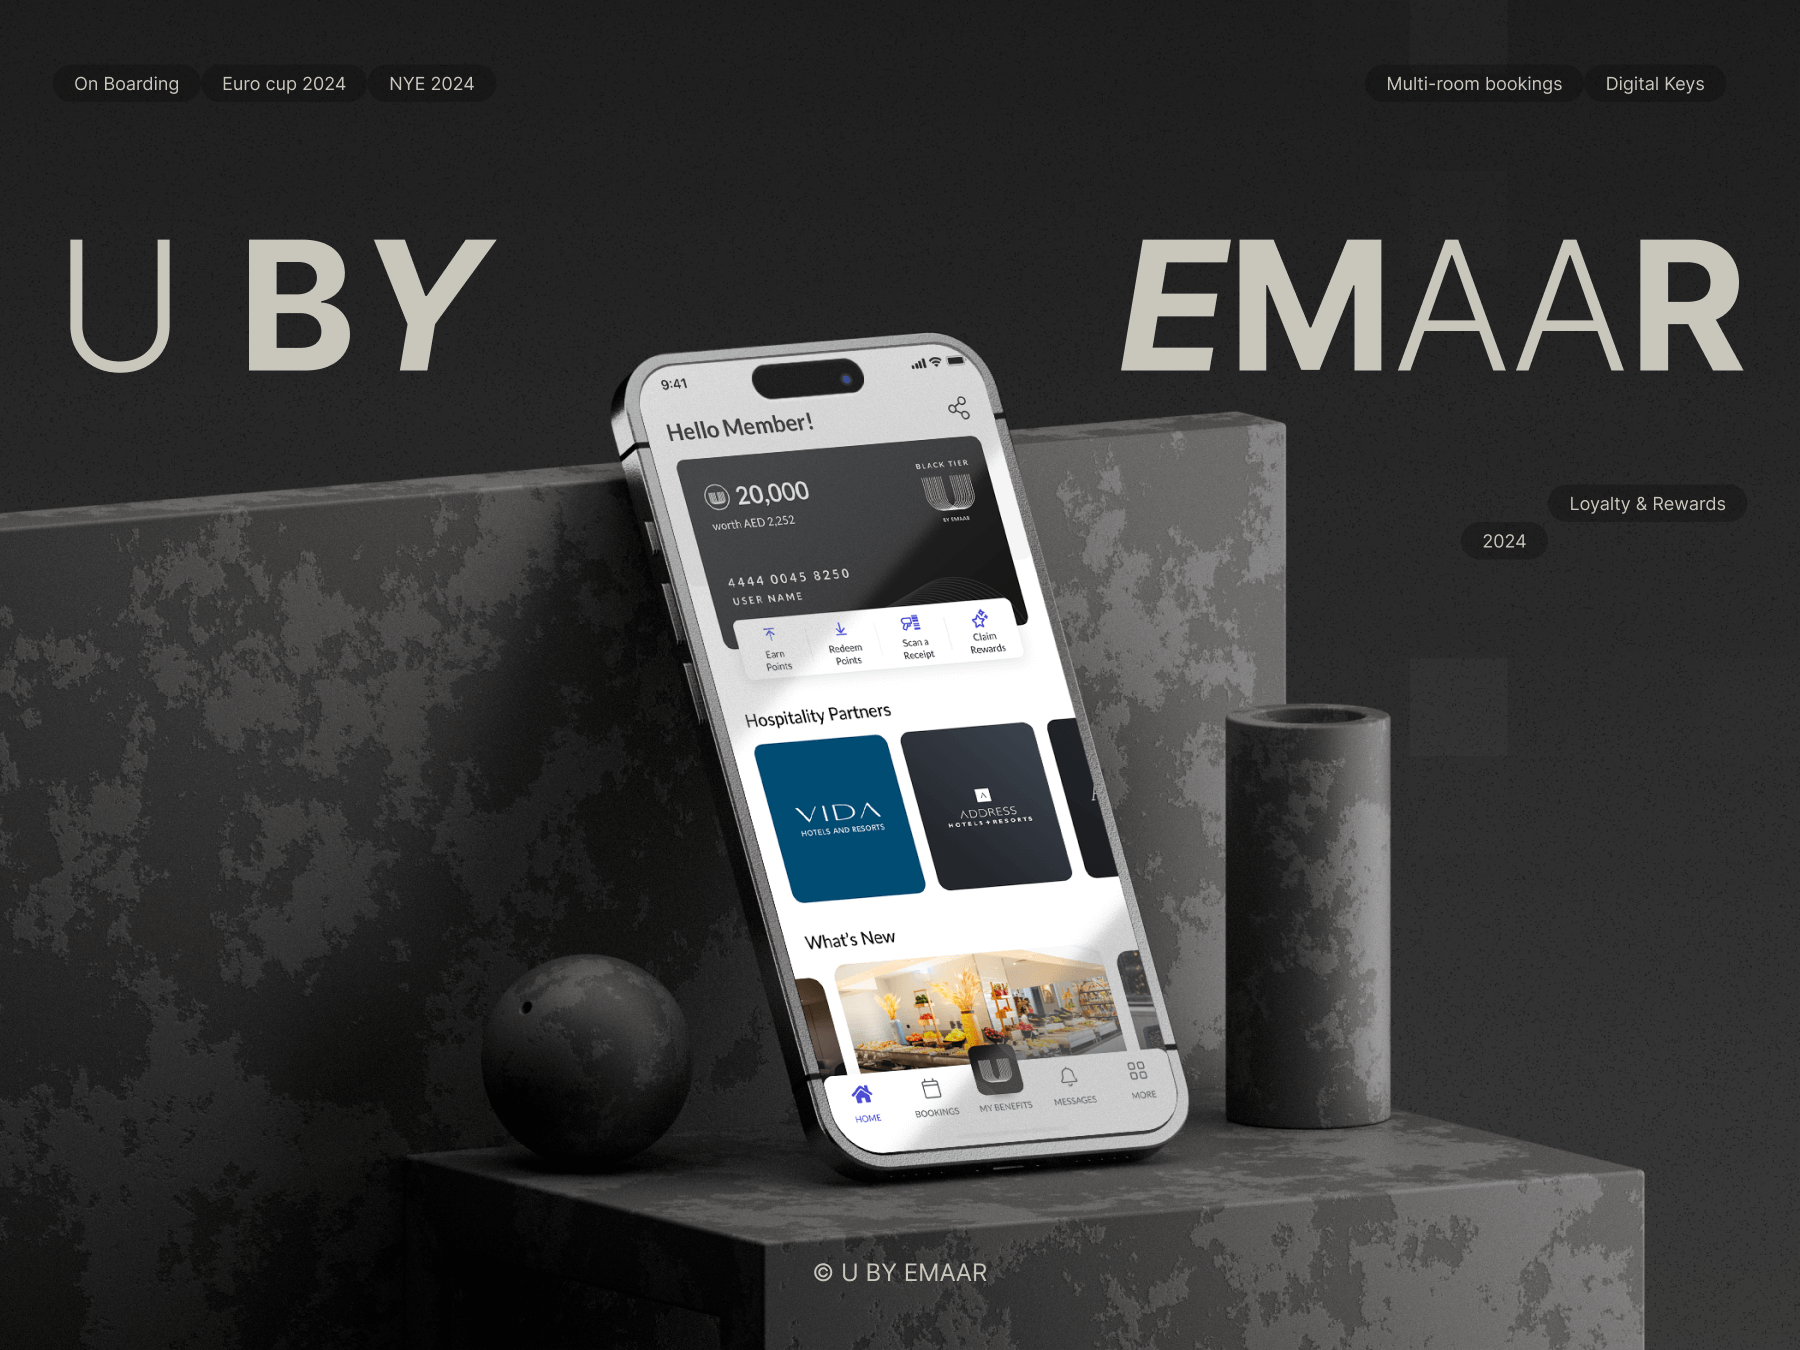 On Boarding
Euro cup 2024
NYE 2024
Multi-room bookings
Digital Keys
U BY
EMAAR
Loyalty & Rewards
2024
9:41
Hello Member!
BLACK TIER
20,000
worth AED 2,252
BY EMAAR
4444 0045 8250
USER NAME
Earn
Points
Redeem
Points
Scan a
Receipt
Claim
Rewards
Hospitality Partners
VIDA
HOTELS AND RESORTS
ADDRESS
HOTELS + RESORTS
What's New
HOME
BOOKINGS
MY BENEFITS
MESSAGES
MORE
© U BY EMAAR